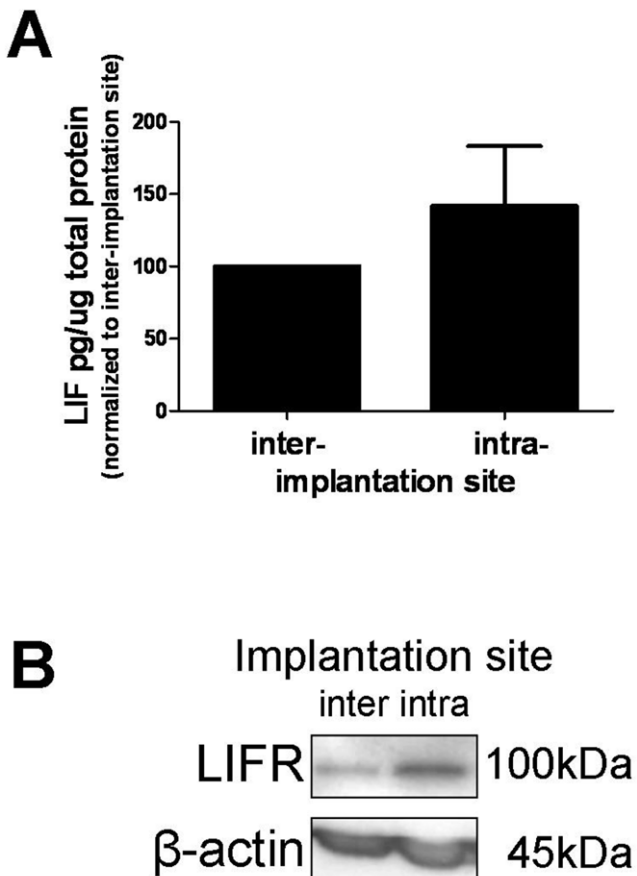 A
LIF pg/ug total protein
(normalized to inter-implantation site)
200
150
100
50
0
inter- intra-
implantation site
B
Implantation site
inter intra
LIFR 100kDa
β-actin 45kDa